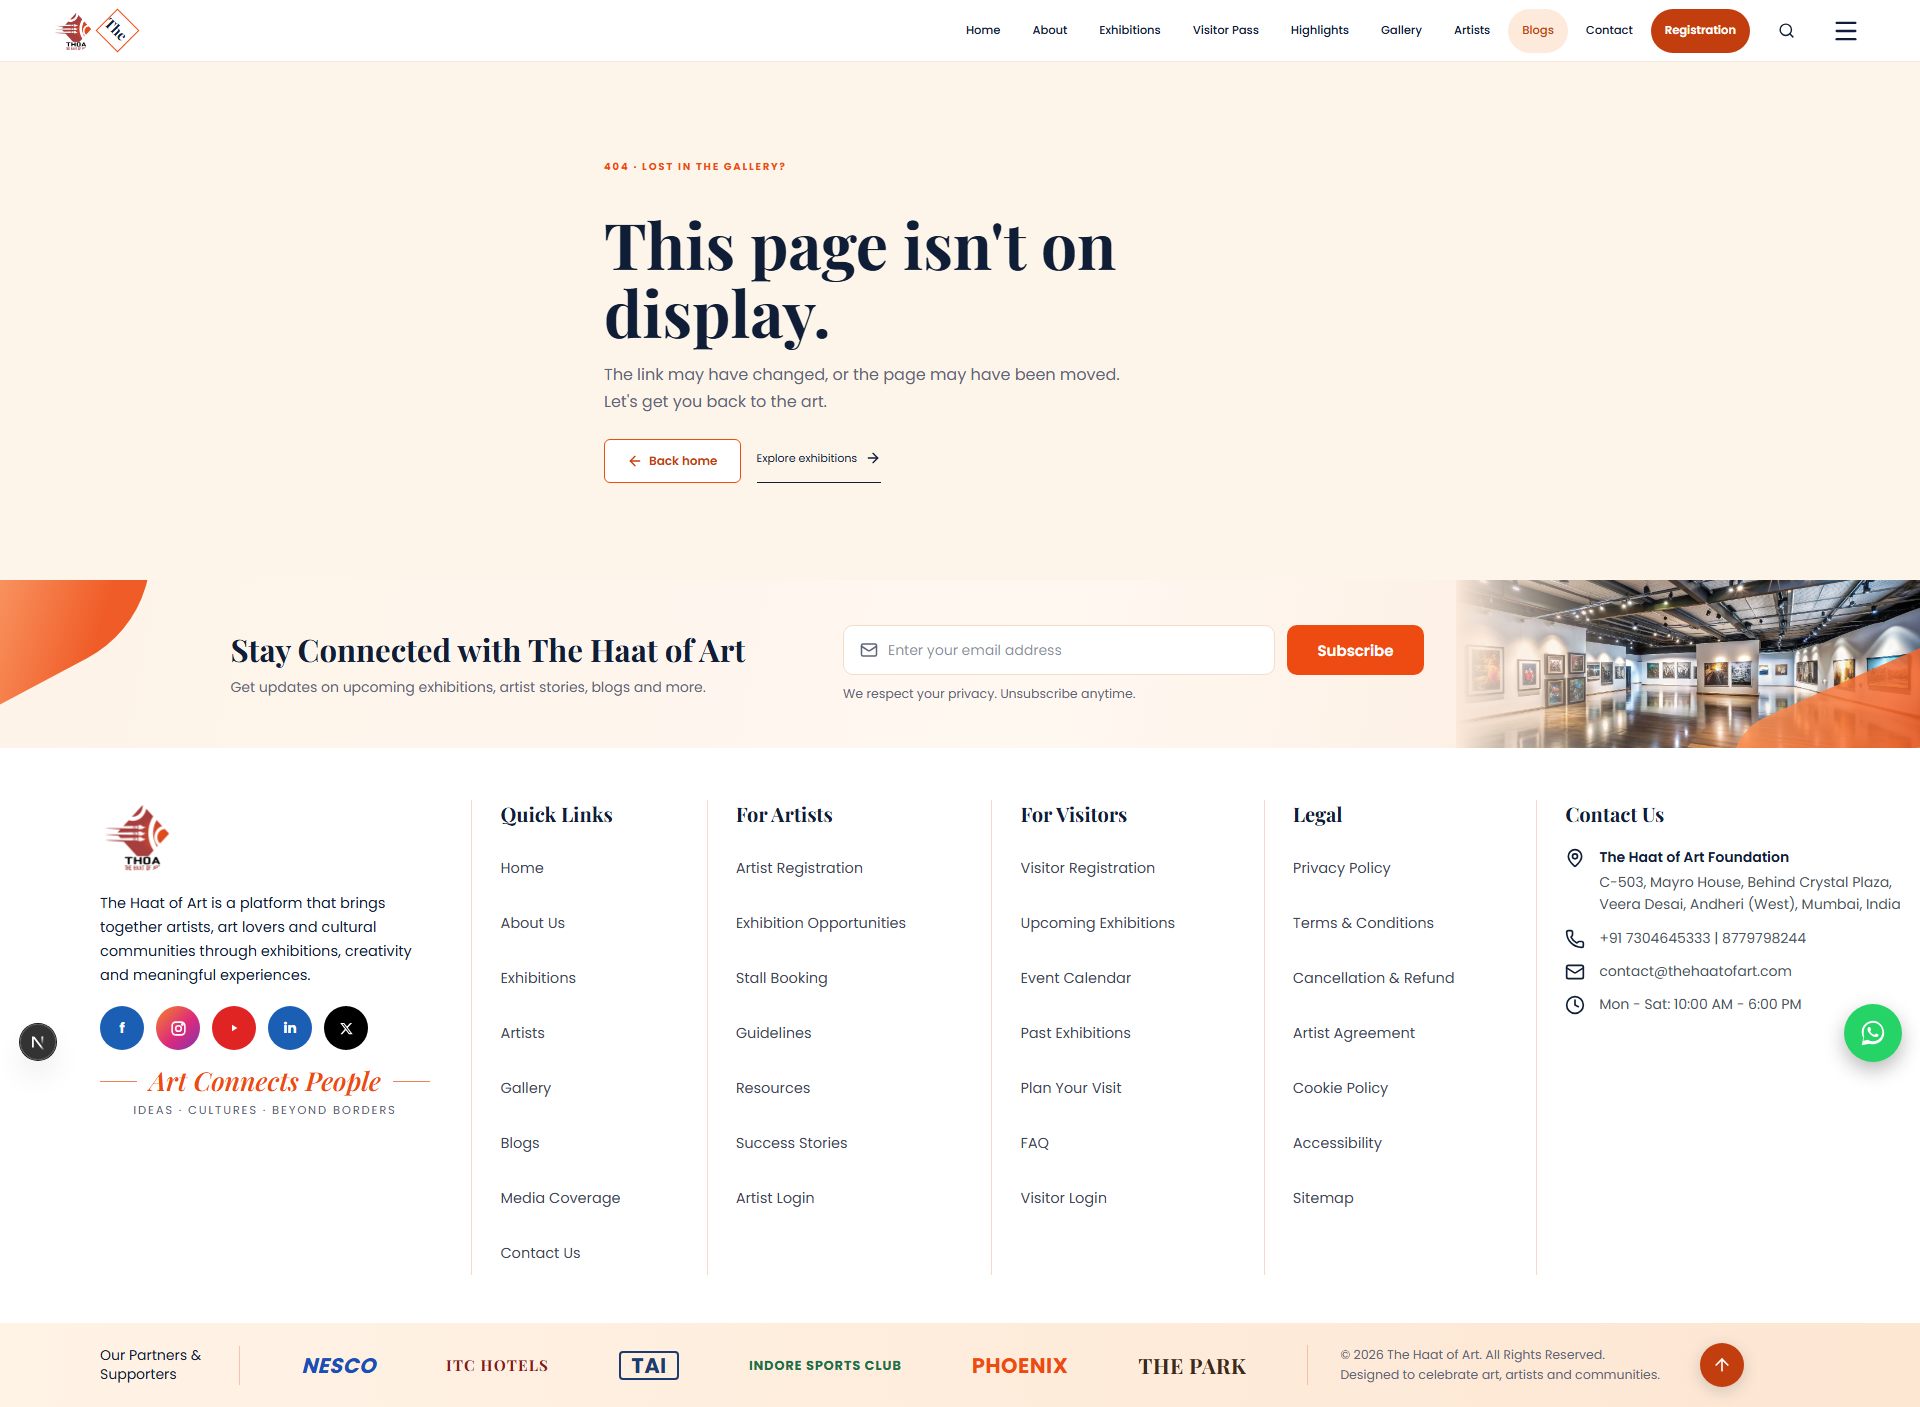 THOA
The
Home
About
Exhibitions
Visitor Pass
Highlights
Gallery
Artists
Blogs
Contact
Registration
404 · LOST IN THE GALLERY?
This page isn't on
display.
The link may have changed, or the page may have been moved.
Let's get you back to the art.
Back home
Explore exhibitions
Stay Connected with The Haat of Art
Get updates on upcoming exhibitions, artist stories, blogs and more.
Enter your email address
Subscribe
We respect your privacy. Unsubscribe anytime.
THOA
THE HAAT OF ART
The Haat of Art is a platform that brings
together artists, art lovers and cultural
communities through exhibitions, creativity
and meaningful experiences.
f
in
X
N
Art Connects People
IDEAS · CULTURES · BEYOND BORDERS
Quick Links
Home
About Us
Exhibitions
Artists
Gallery
Blogs
Media Coverage
Contact Us
For Artists
Artist Registration
Exhibition Opportunities
Stall Booking
Guidelines
Resources
Success Stories
Artist Login
For Visitors
Visitor Registration
Upcoming Exhibitions
Event Calendar
Past Exhibitions
Plan Your Visit
FAQ
Visitor Login
Legal
Privacy Policy
Terms & Conditions
Cancellation & Refund
Artist Agreement
Cookie Policy
Accessibility
Sitemap
Contact Us
The Haat of Art Foundation
C-503, Mayro House, Behind Crystal Plaza,
Veera Desai, Andheri (West), Mumbai, India
+91 7304645333 | 8779798244
contact@thehaatofart.com
Mon - Sat: 10:00 AM - 6:00 PM
Our Partners &
Supporters
NESCO
ITC HOTELS
TAI
INDORE SPORTS CLUB
PHOENIX
THE PARK
© 2026 The Haat of Art. All Rights Reserved.
Designed to celebrate art, artists and communities.